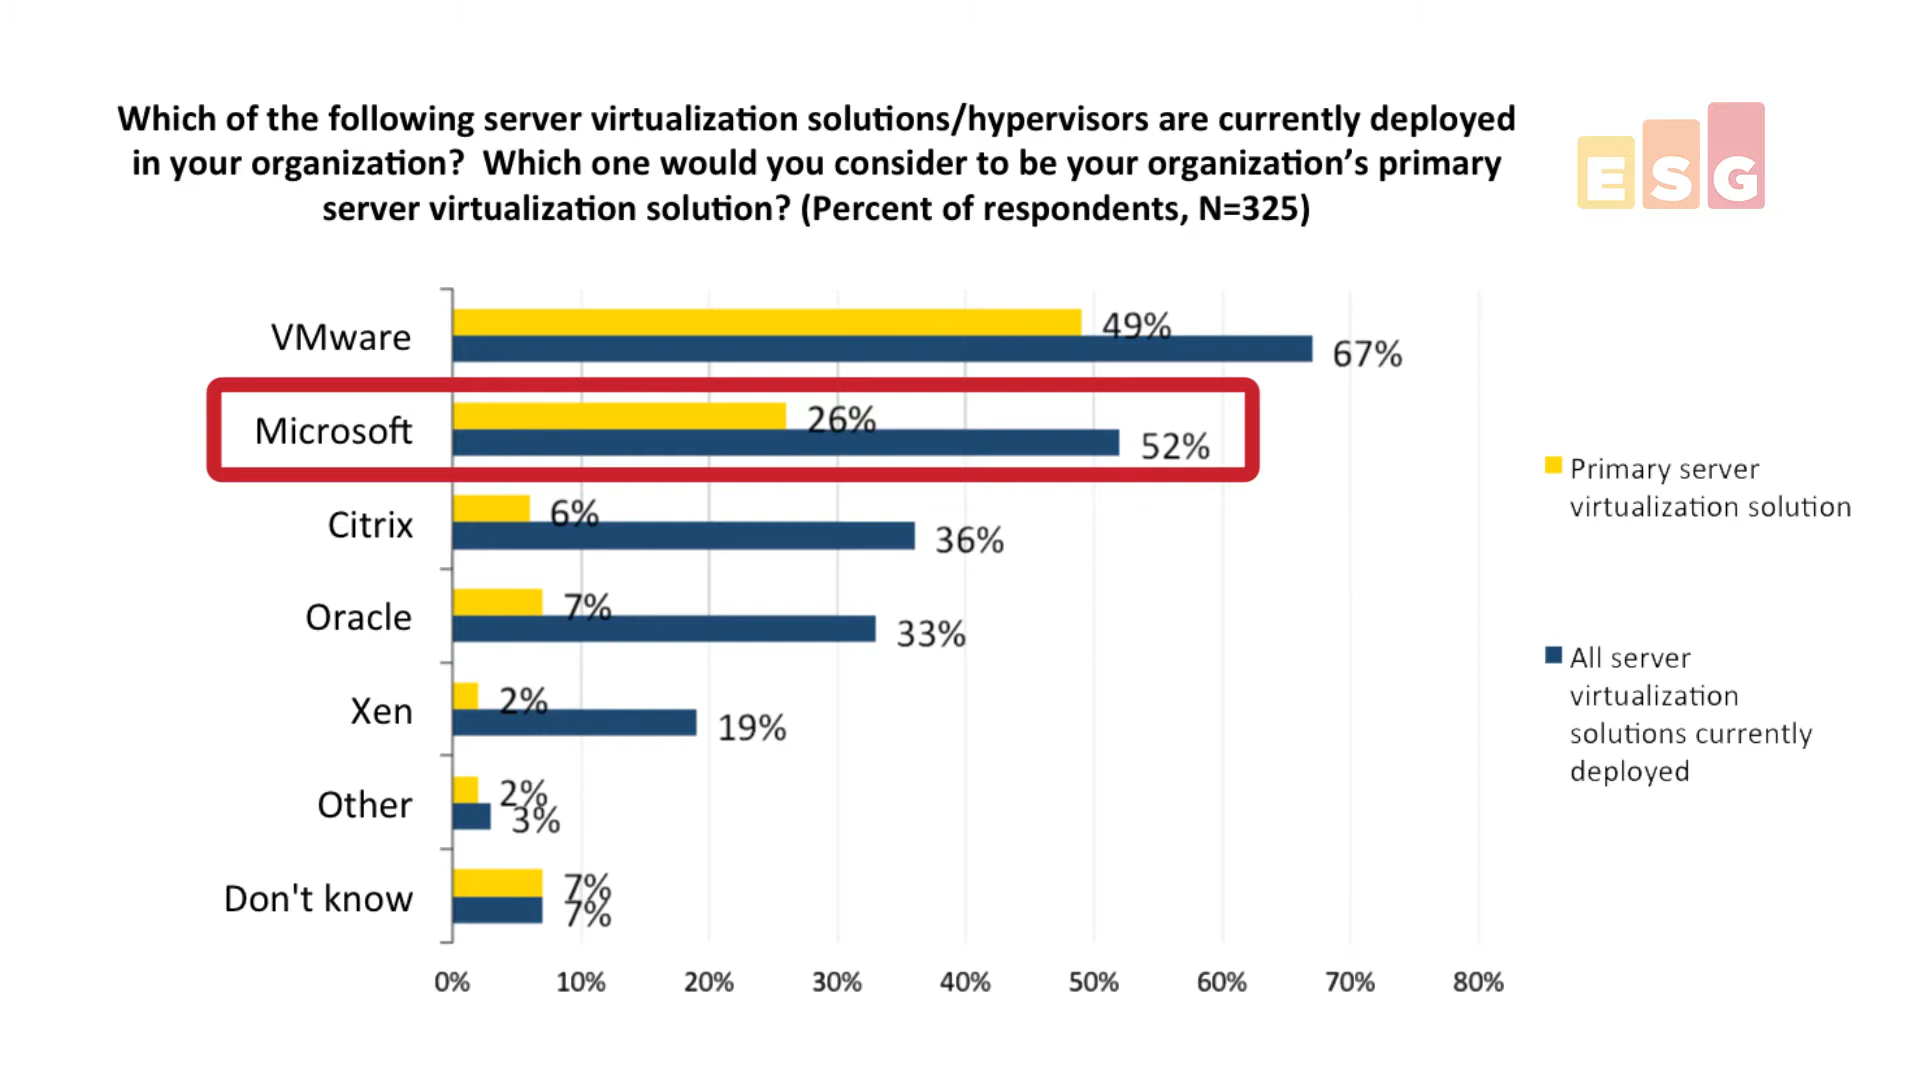 Which of the following server virtualization solutions/hypervisors are currently deployed
in your organization?  Which one would you consider to be your organization’s primary
server virtualization solution? (Percent of respondents, N=325)
ESG
VMware
49%
67%
Microsoft
26%
52%
Citrix
6%
36%
Oracle
7%
33%
Xen
2%
19%
Other
2%
3%
Don't know
7%
7%
0% 10% 20% 30% 40% 50% 60% 70% 80%
Primary server
virtualization solution
All server
virtualization
solutions currently
deployed